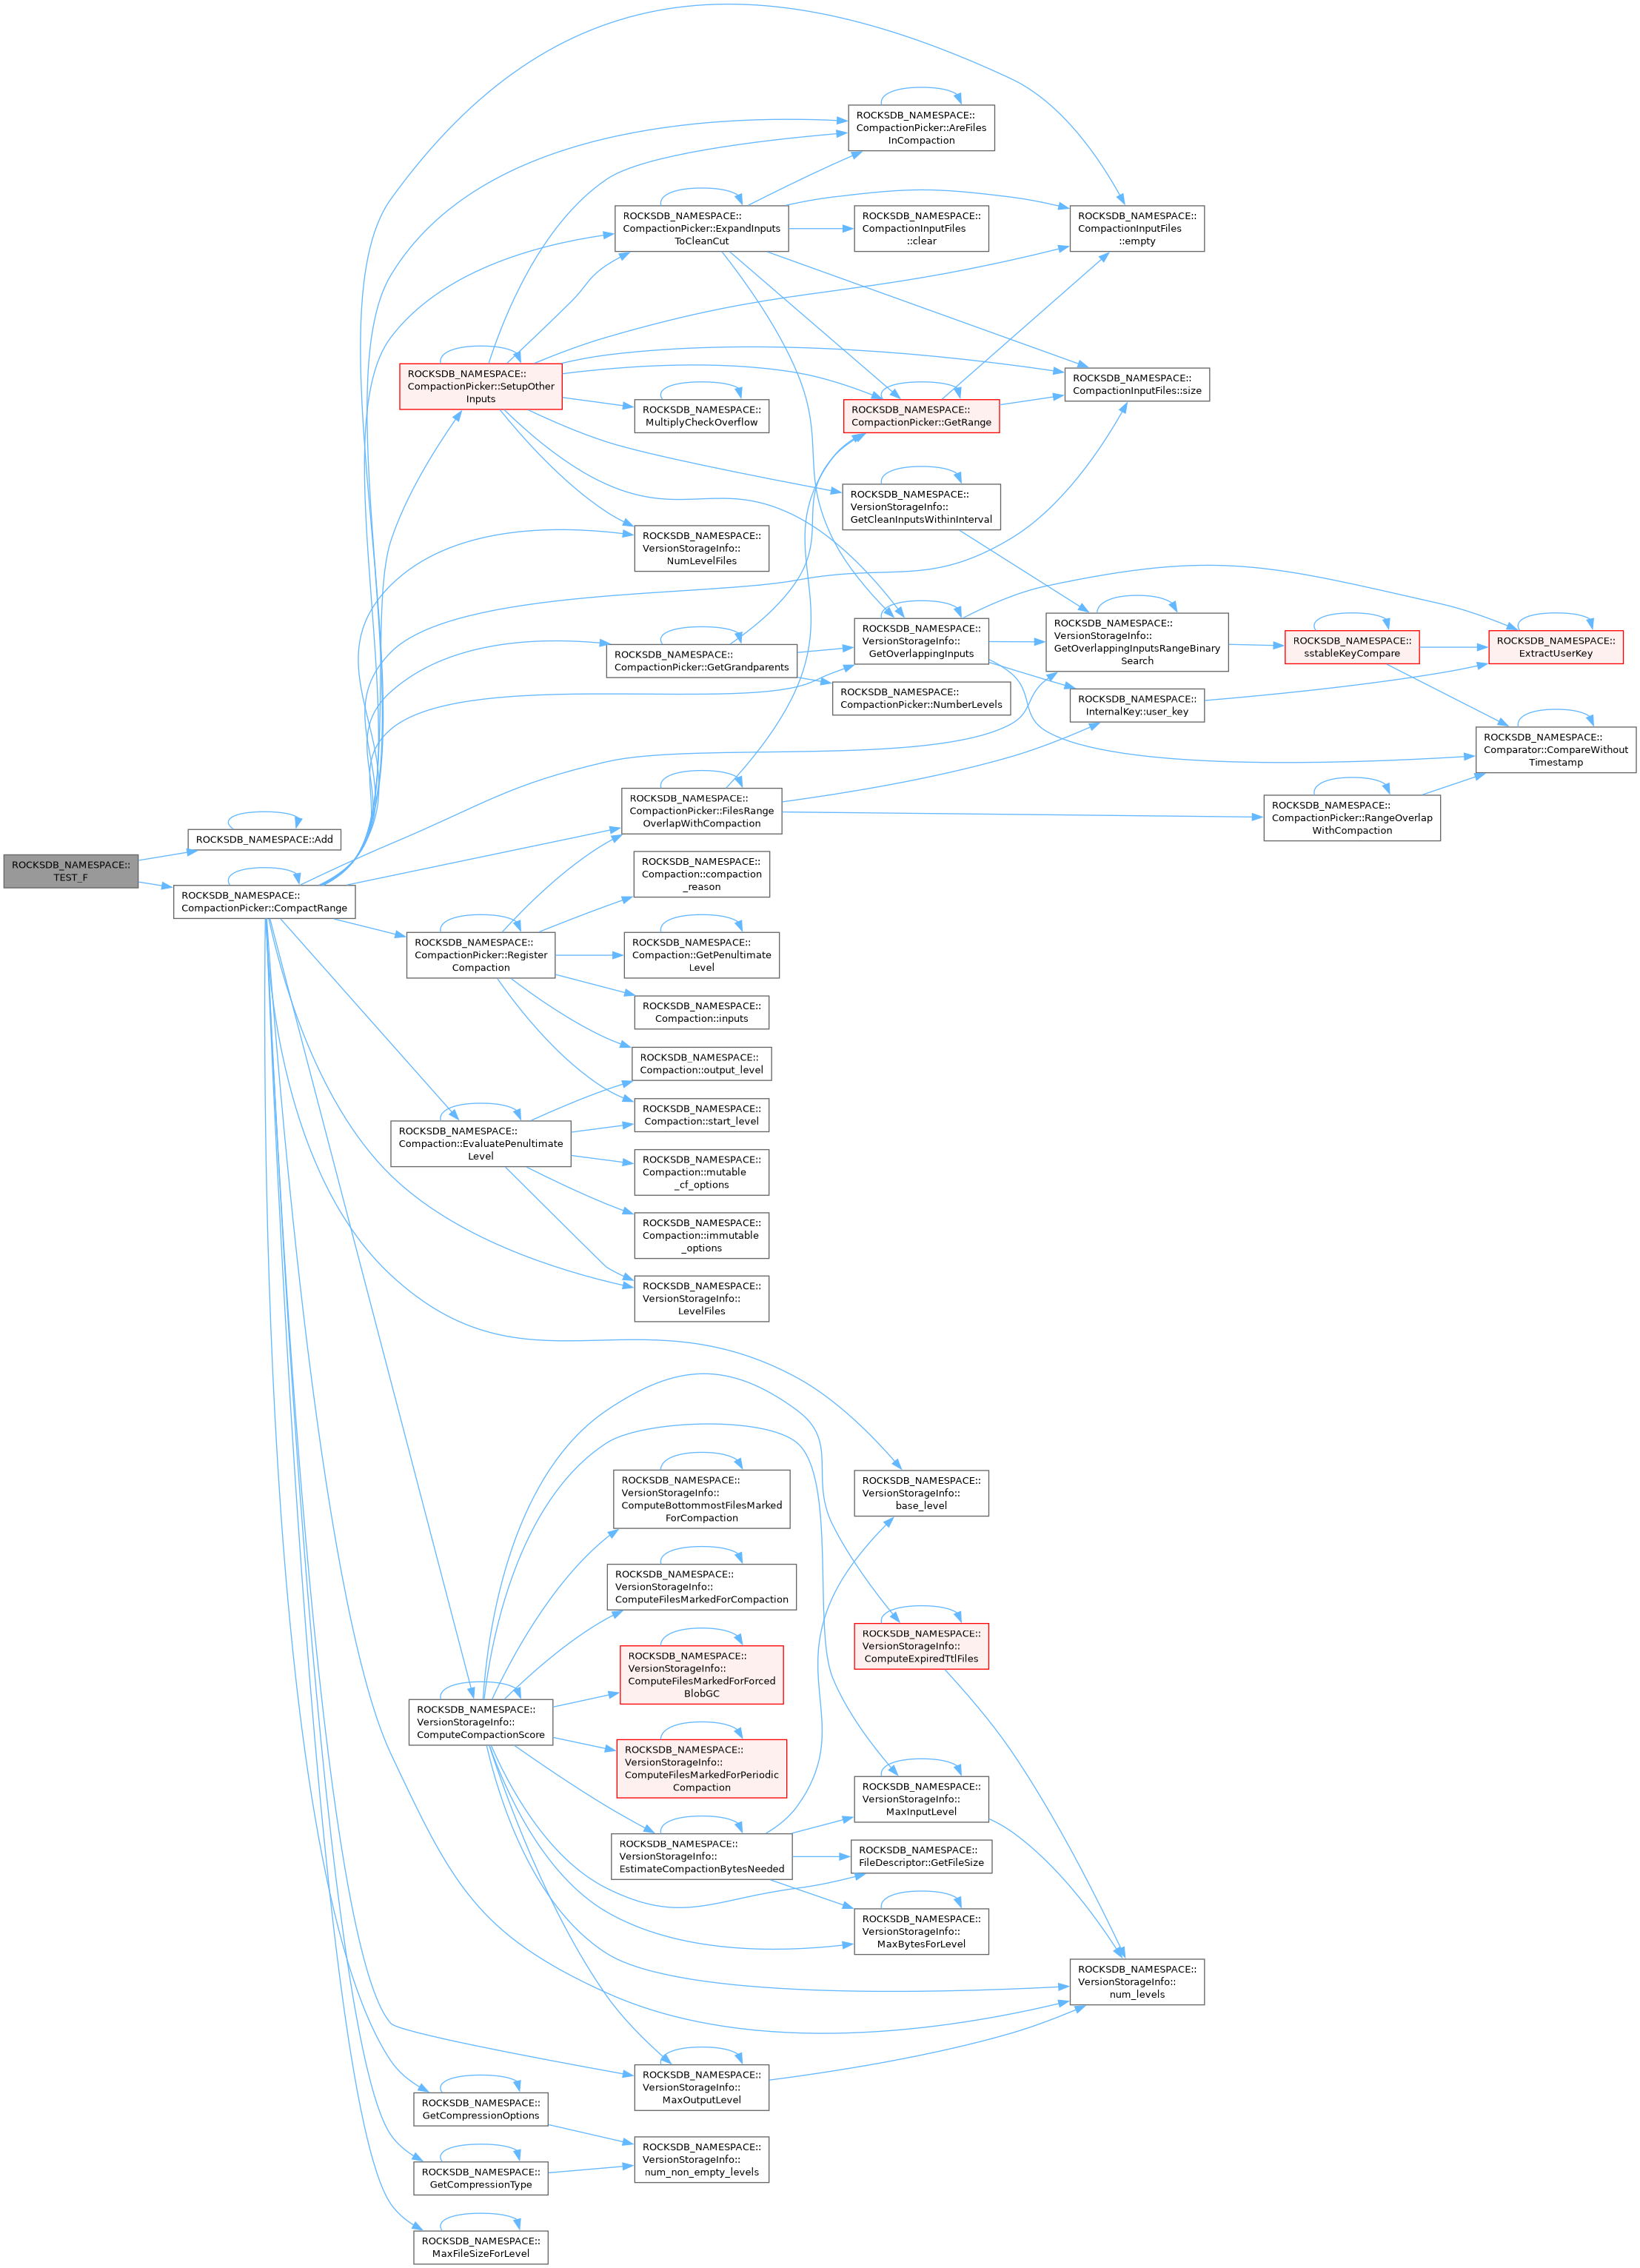 ROCKSDB_NAMESPACE::
CompactionPicker::AreFiles
InCompaction
ROCKSDB_NAMESPACE::
CompactionPicker::ExpandInputs
ToCleanCut
ROCKSDB_NAMESPACE::
CompactionInputFiles
::clear
ROCKSDB_NAMESPACE::
CompactionInputFiles
::empty
ROCKSDB_NAMESPACE::
CompactionPicker::SetupOther
Inputs
ROCKSDB_NAMESPACE::
CompactionInputFiles::size
ROCKSDB_NAMESPACE::
MultiplyCheckOverflow
ROCKSDB_NAMESPACE::
CompactionPicker::GetRange
ROCKSDB_NAMESPACE::
VersionStorageInfo::
GetCleanInputsWithinInterval
ROCKSDB_NAMESPACE::
VersionStorageInfo::
NumLevelFiles
ROCKSDB_NAMESPACE::
CompactionPicker::GetGrandparents
ROCKSDB_NAMESPACE::
VersionStorageInfo::
GetOverlappingInputs
ROCKSDB_NAMESPACE::
VersionStorageInfo::
GetOverlappingInputsRangeBinary
Search
ROCKSDB_NAMESPACE::
sstableKeyCompare
ROCKSDB_NAMESPACE::
ExtractUserKey
ROCKSDB_NAMESPACE::
CompactionPicker::NumberLevels
ROCKSDB_NAMESPACE::
InternalKey::user_key
ROCKSDB_NAMESPACE::
Comparator::CompareWithout
Timestamp
ROCKSDB_NAMESPACE::
CompactionPicker::FilesRange
OverlapWithCompaction
ROCKSDB_NAMESPACE::
CompactionPicker::RangeOverlap
WithCompaction
ROCKSDB_NAMESPACE::Add
ROCKSDB_NAMESPACE::
TEST_F
ROCKSDB_NAMESPACE::
CompactionPicker::CompactRange
ROCKSDB_NAMESPACE::
Compaction::compaction
_reason
ROCKSDB_NAMESPACE::
CompactionPicker::Register
Compaction
ROCKSDB_NAMESPACE::
Compaction::GetPenultimate
Level
ROCKSDB_NAMESPACE::
Compaction::inputs
ROCKSDB_NAMESPACE::
Compaction::output_level
ROCKSDB_NAMESPACE::
Compaction::start_level
ROCKSDB_NAMESPACE::
Compaction::EvaluatePenultimate
Level
ROCKSDB_NAMESPACE::
Compaction::mutable
_cf_options
ROCKSDB_NAMESPACE::
Compaction::immutable
_options
ROCKSDB_NAMESPACE::
VersionStorageInfo::
LevelFiles
ROCKSDB_NAMESPACE::
VersionStorageInfo::
ComputeBottommostFilesMarked
ForCompaction
ROCKSDB_NAMESPACE::
VersionStorageInfo::
base_level
ROCKSDB_NAMESPACE::
VersionStorageInfo::
ComputeFilesMarkedForCompaction
ROCKSDB_NAMESPACE::
VersionStorageInfo::
ComputeExpiredTtlFiles
ROCKSDB_NAMESPACE::
VersionStorageInfo::
ComputeFilesMarkedForForced
BlobGC
ROCKSDB_NAMESPACE::
VersionStorageInfo::
ComputeCompactionScore
ROCKSDB_NAMESPACE::
VersionStorageInfo::
ComputeFilesMarkedForPeriodic
Compaction
ROCKSDB_NAMESPACE::
VersionStorageInfo::
MaxInputLevel
ROCKSDB_NAMESPACE::
VersionStorageInfo::
EstimateCompactionBytesNeeded
ROCKSDB_NAMESPACE::
FileDescriptor::GetFileSize
ROCKSDB_NAMESPACE::
VersionStorageInfo::
MaxBytesForLevel
ROCKSDB_NAMESPACE::
VersionStorageInfo::
num_levels
ROCKSDB_NAMESPACE::
VersionStorageInfo::
MaxOutputLevel
ROCKSDB_NAMESPACE::
GetCompressionOptions
ROCKSDB_NAMESPACE::
VersionStorageInfo::
num_non_empty_levels
ROCKSDB_NAMESPACE::
GetCompressionType
ROCKSDB_NAMESPACE::
MaxFileSizeForLevel